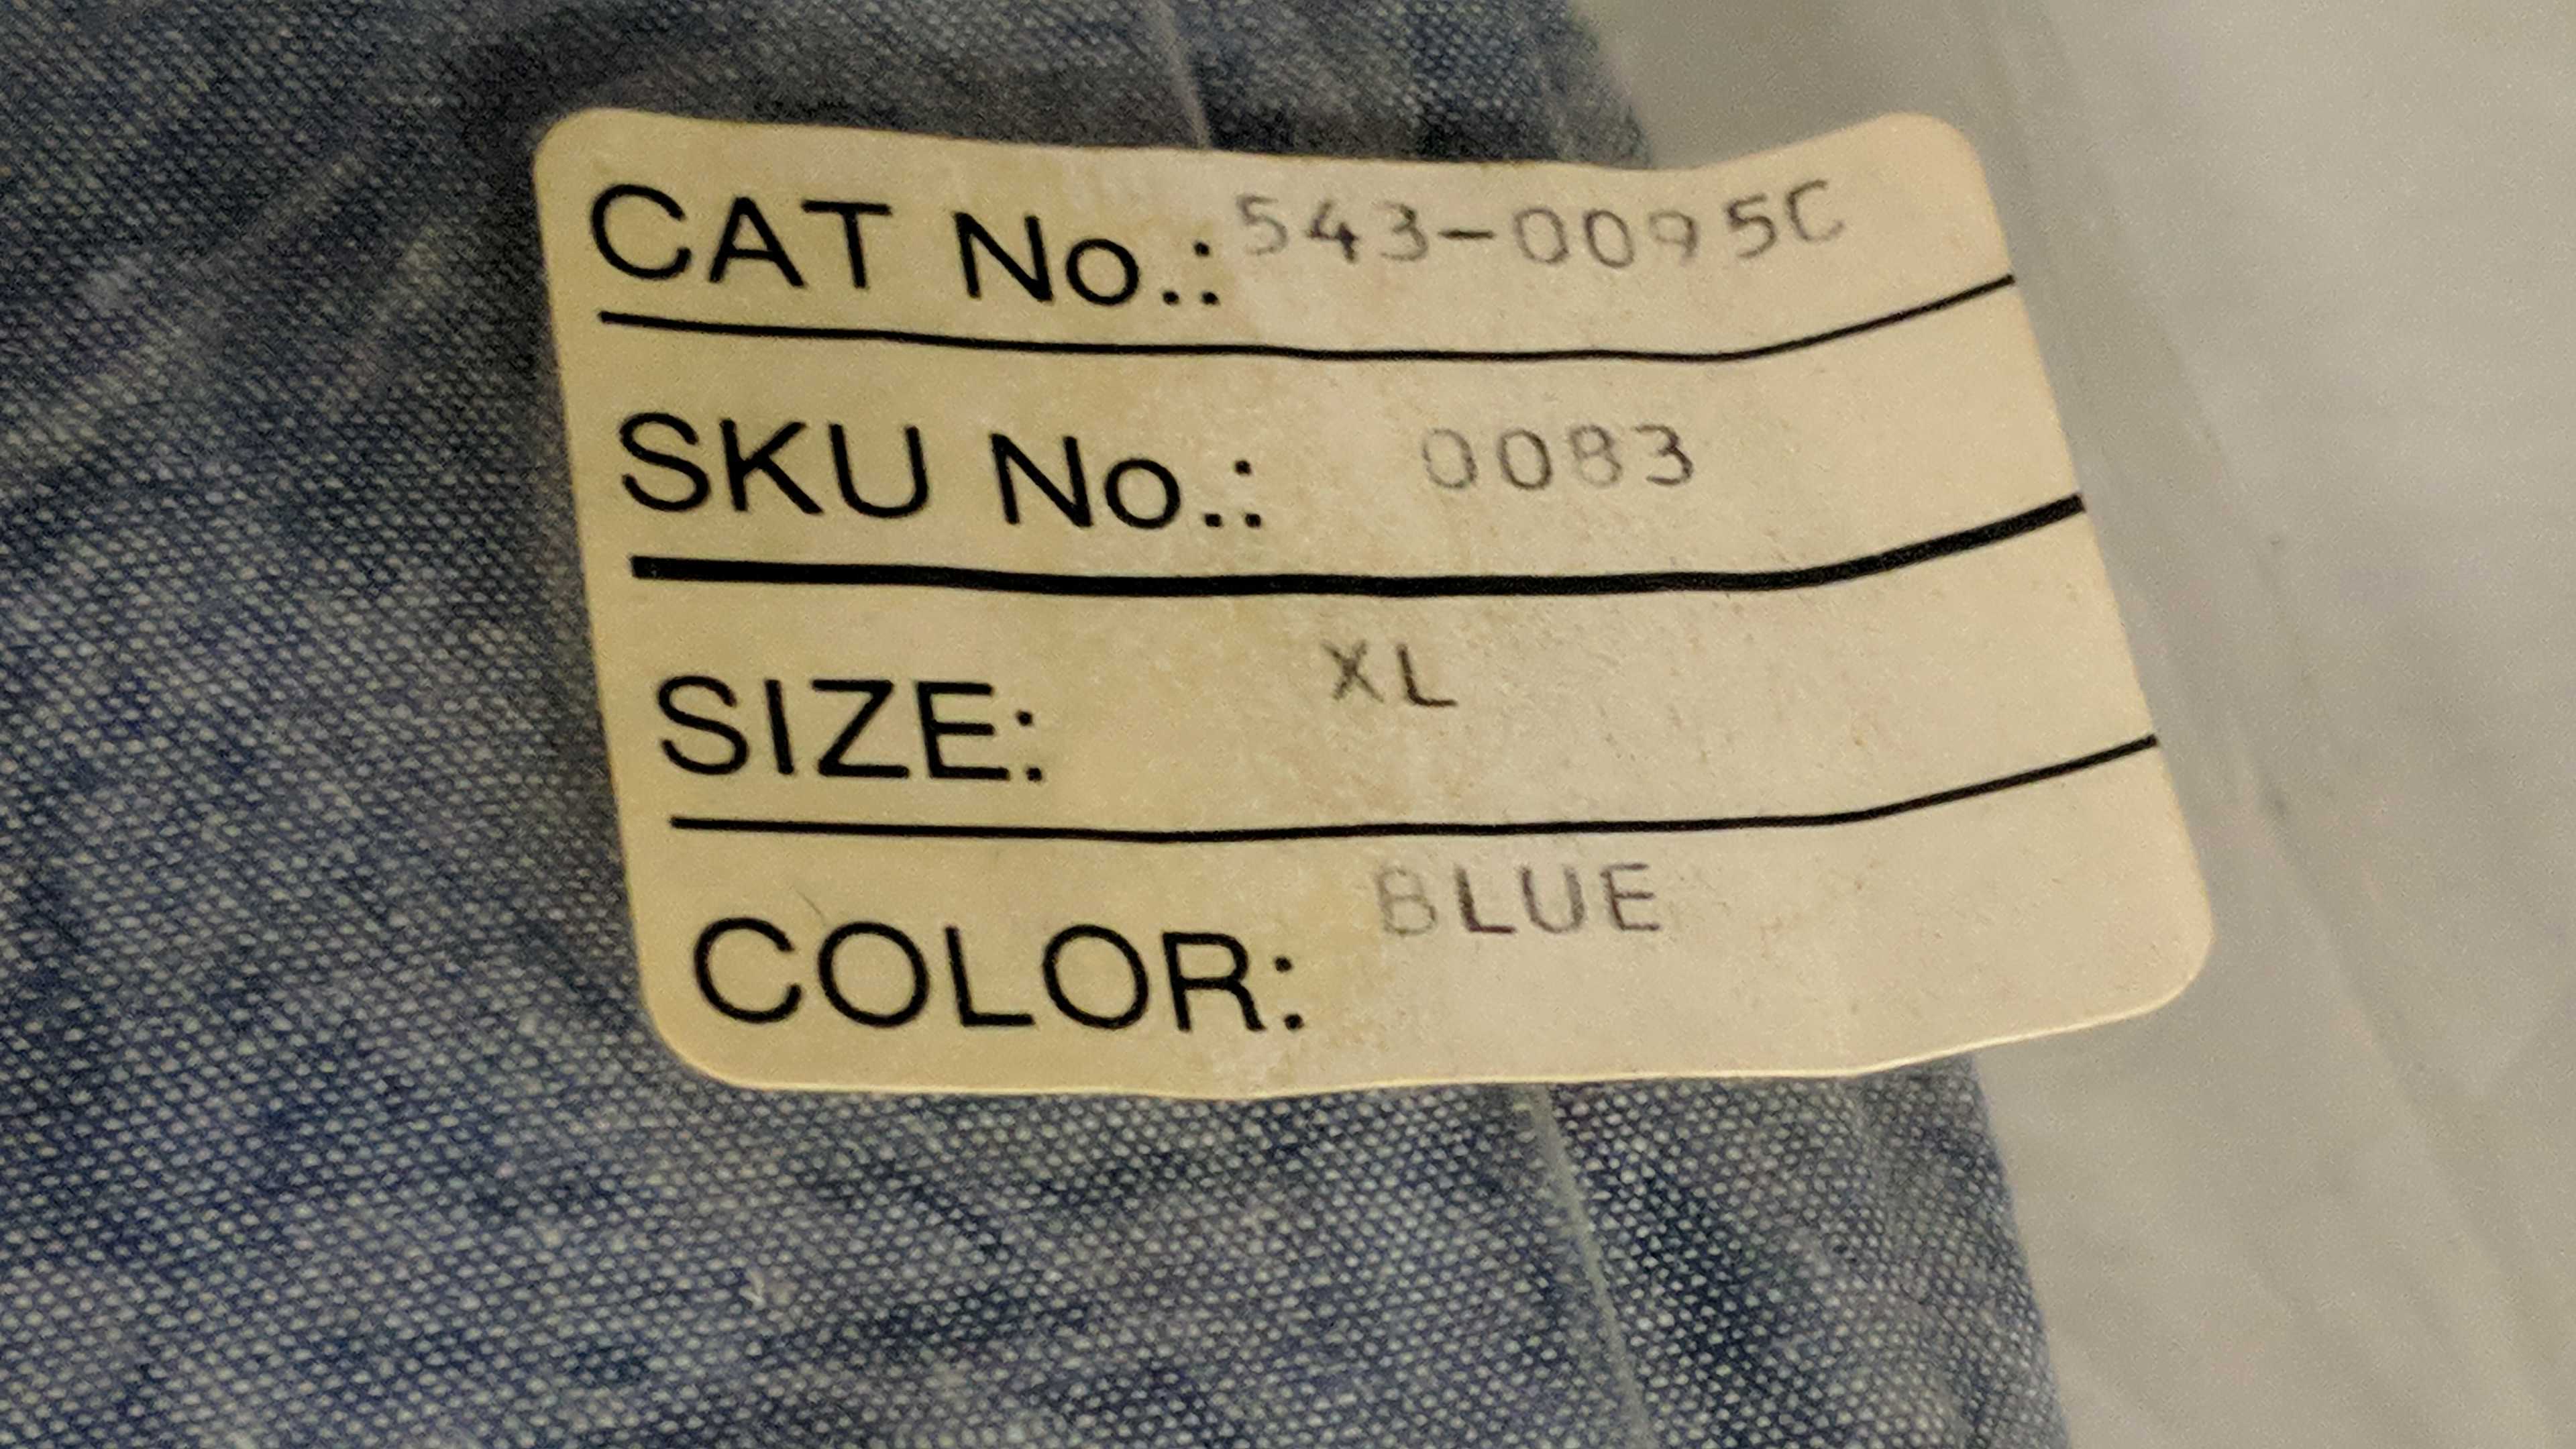 CAT No.: 543-0095C
SKU No.: 0083
SIZE: XL
COLOR: BLUE